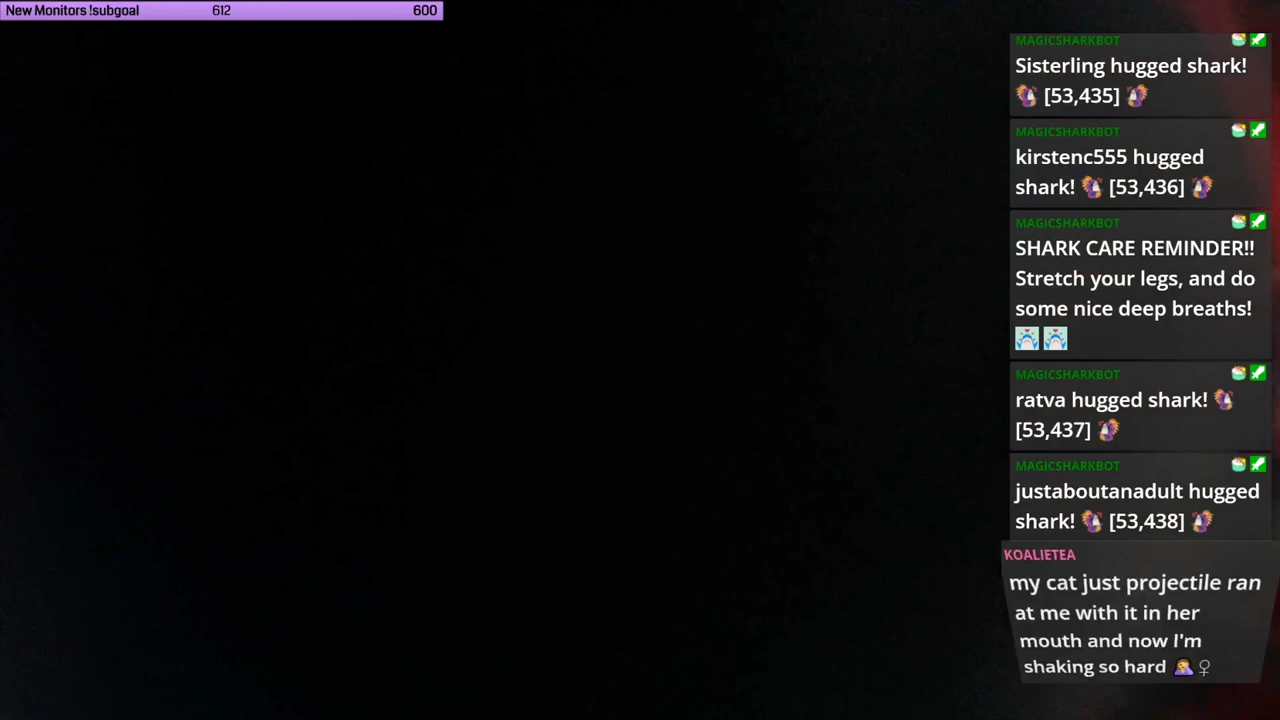 New Monitors !subgoal 612 600
MAGICSHARKBOT
Sisterling hugged shark!
[53,435]
MAGICSHARKBOT
kirstenc555 hugged
shark! [53,436]
MAGICSHARKBOT
SHARK CARE REMINDER!!
Stretch your legs, and do
some nice deep breaths!
MAGICSHARKBOT
ratva hugged shark!
[53,437]
MAGICSHARKBOT
justaboutanadult hugged
shark! [53,438]
KOALIETEA
my cat just projectile ran
at me with it in her
mouth and now I'm
shaking so hard 🤦‍♀